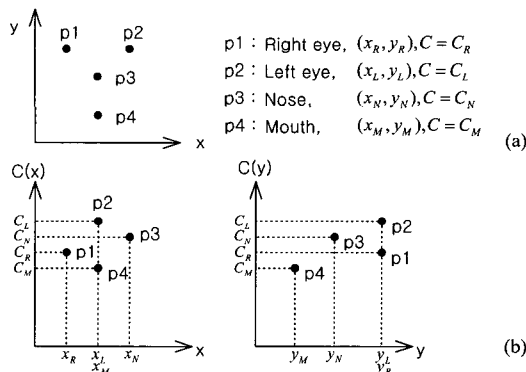 y
p1 p2
p3
p4
x
p1 : Right eye, (x_R, y_R), C = C_R
p2 : Left eye, (x_L, y_L), C = C_L
p3 : Nose, (x_N, y_N), C = C_N
p4 : Mouth, (x_M, y_M), C = C_M
(a)
C(x)
C_L
C_N
C_R
C_M
p2
p3
p1
p4
x_R x_L x_N x
x_M
C(y)
C_L
C_N
C_R
C_M
p2
p3
p1
p4
y_M y_N y_L y
y_R
(b)